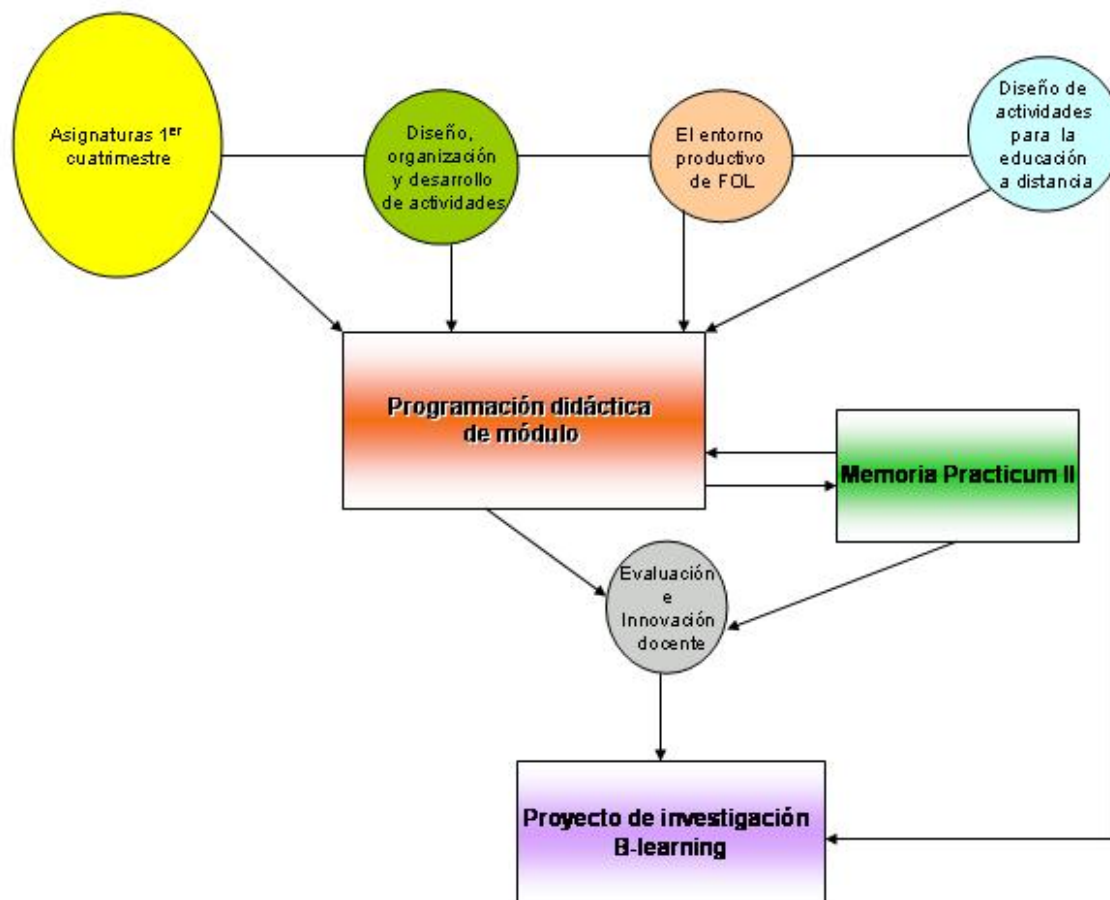 Asignaturas 1er
cuatrimestre
Diseño,
organización
y desarrollo
de actividades
El entorno
productivo
de FOL
Diseño de
actividades
para la
educación
a distancia
Programación didáctica
de módulo
Memoria Practicum II
Evaluación
e
Innovación
docente
Proyecto de investigación
B-learning